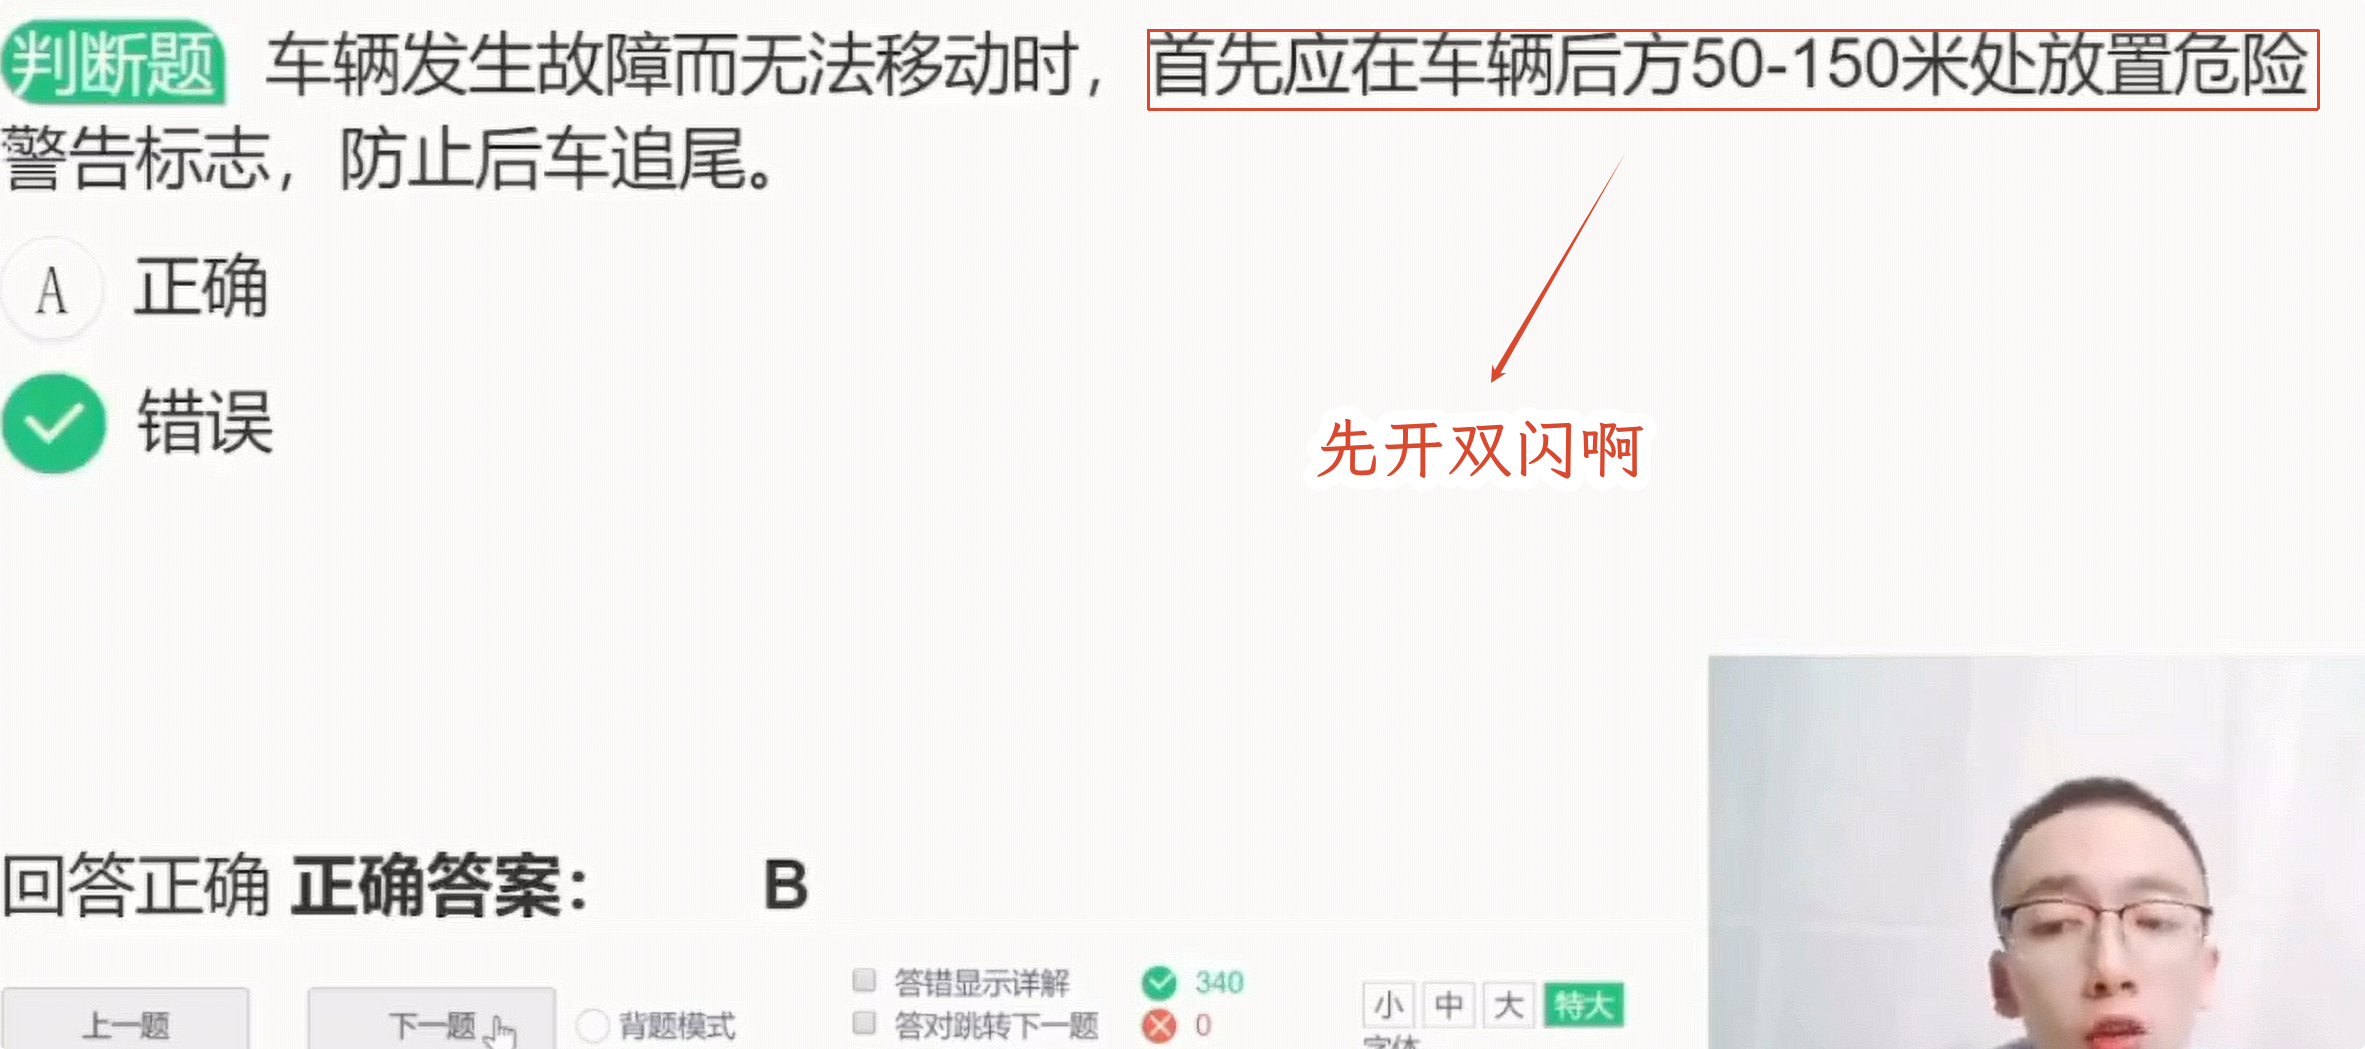 判断题 车辆发生故障而无法移动时，首先应在车辆后方50-150米处放置危险
警告标志，防止后车追尾。
A 正确
错误
先开双闪啊
回答正确 正确答案： B
上一题 下一题 背题模式
答错显示详解 340
答对跳转下一题 0
小 中 大 特大
字体